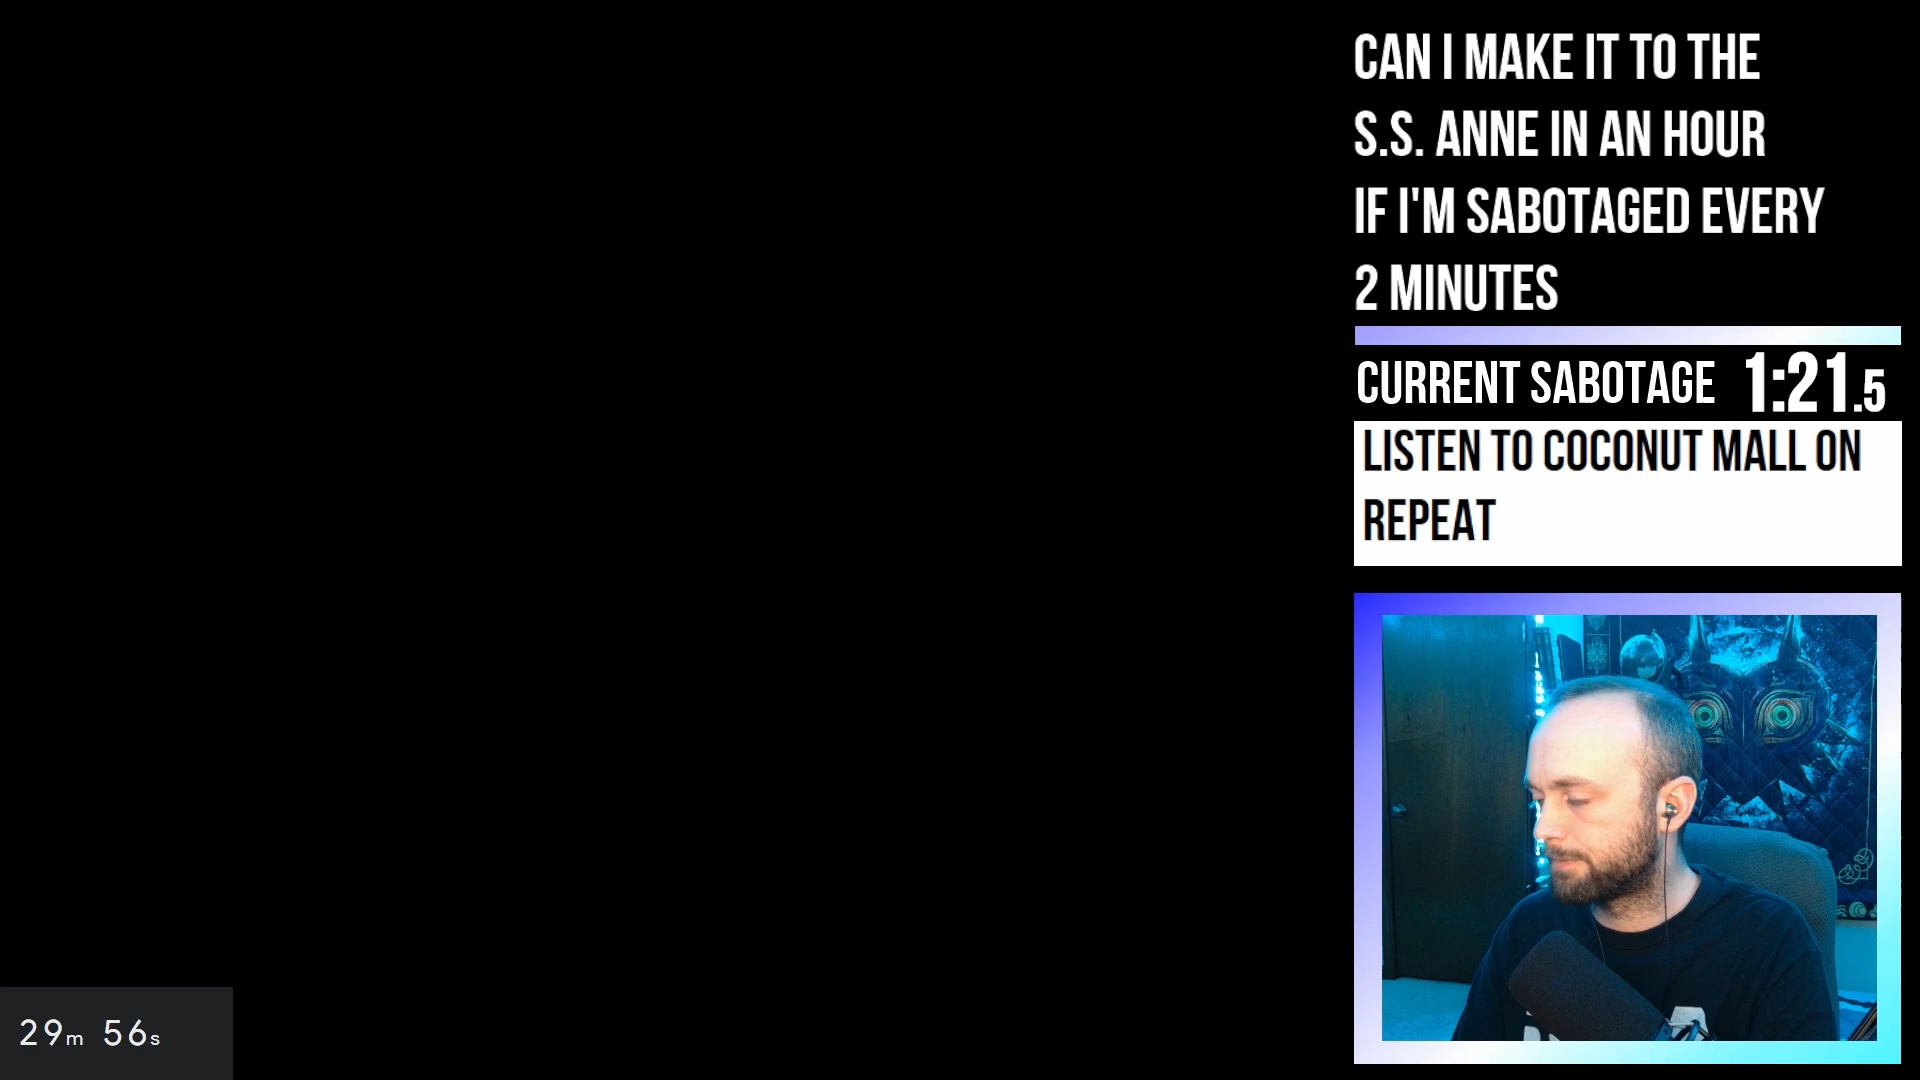 CAN I MAKE IT TO THE
S.S. ANNE IN AN HOUR
IF I'M SABOTAGED EVERY
2 MINUTES
CURRENT SABOTAGE 1:21.5
LISTEN TO COCONUT MALL ON
REPEAT
29m 56s